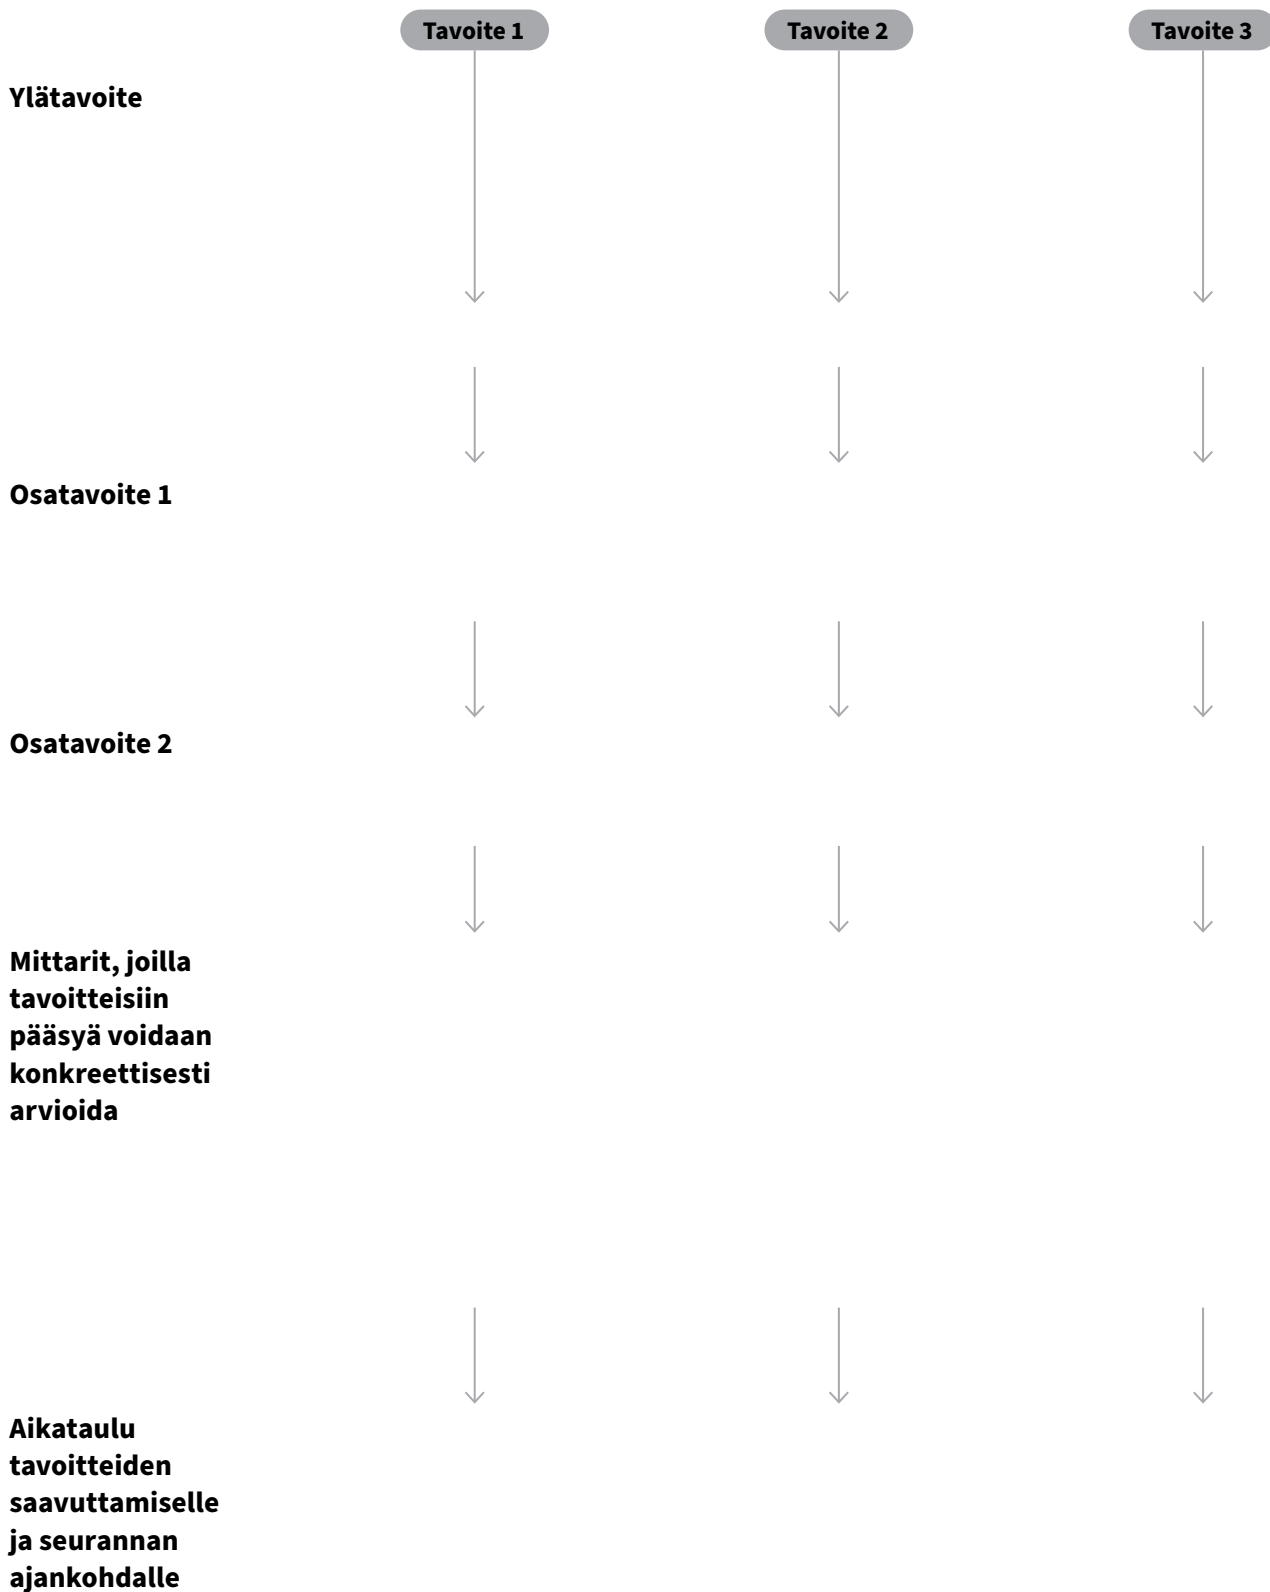 Tavoite 1
Tavoite 2
Tavoite 3
Ylätavoite
Osatavoite 1
Osatavoite 2
Mittarit, joilla
tavoitteisiin
pääsyä voidaan
konkreettisesti
arvioida
Aikataulu
tavoitteiden
saavuttamiselle
ja seurannan
ajankohdalle